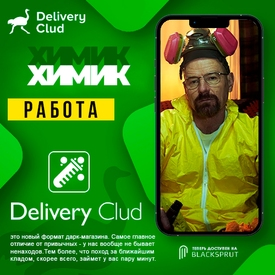 Delivery
Clud
ХИМИК
ХИМИК
РАБОТА
Delivery Clud
это новый формат дарк-магазина. Самое главное
отличие от привычных - у нас вообще не бывает
ненаходов.Тем более, что поход за ближайшим
кладом, скорее всего, займет у вас пару минут.
ТЕПЕРЬ ДОСТУПЕН НА
BLACKSPRUT